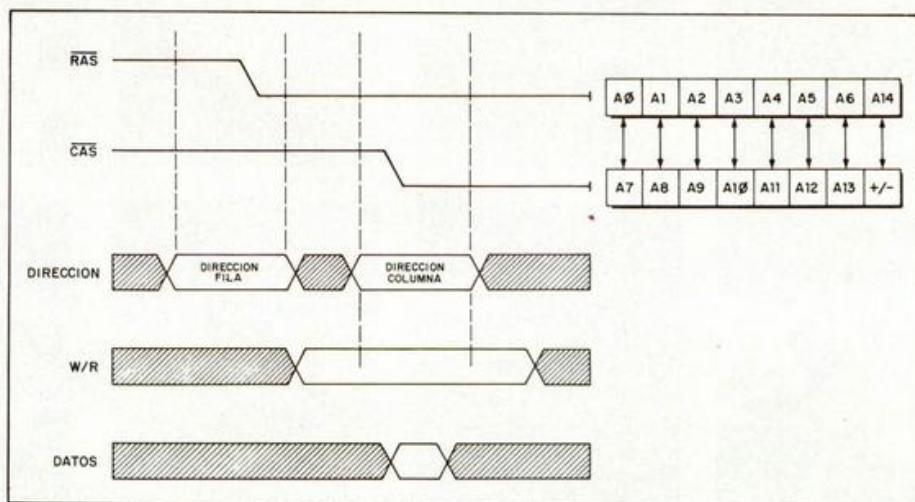 RAS
AØ A1 A2 A3 A4 A5 A6 A14
CAS
A7 A8 A9 A1Ø A11 A12 A13 +/-
DIRECCION
DIRECCION
FILA
DIRECCION
COLUMNA
W/R
DATOS